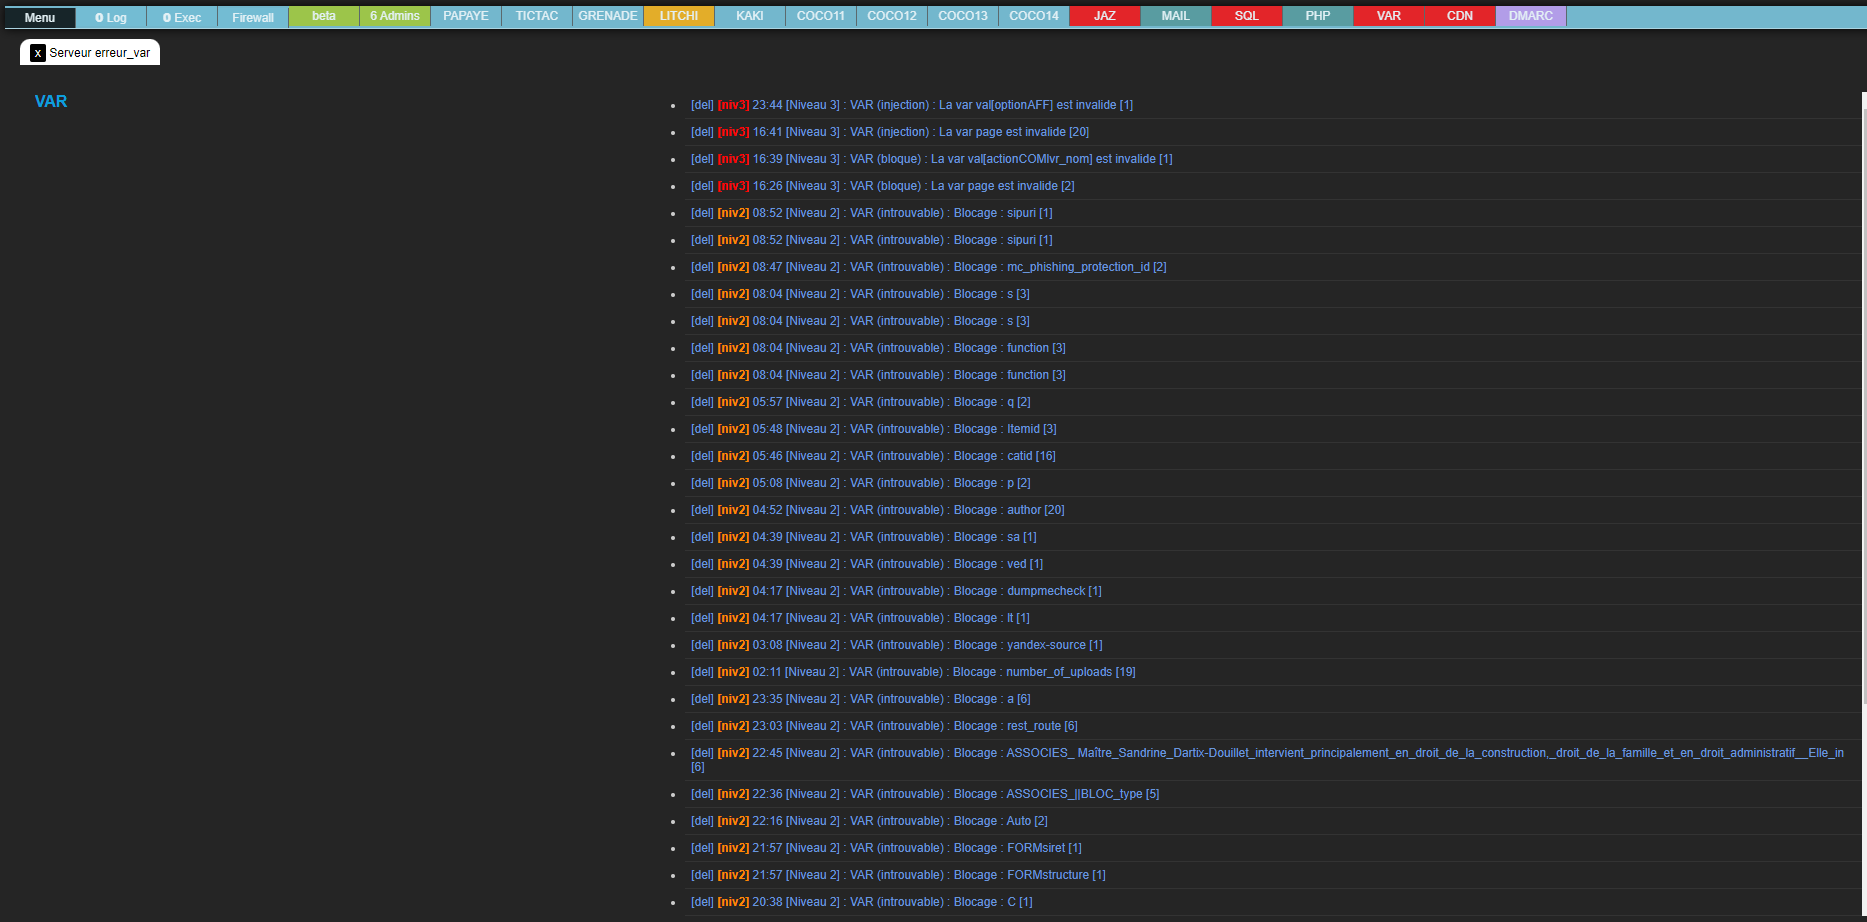 Menu 0 Log 0 Exec Firewall beta 6 Admins PAPAYE TICTAC GRENADE LITCHI KAKI COCO11 COCO12 COCO13 COCO14 JAZ MAIL SQL PHP VAR CDN DMARC
x Serveur erreur_var
VAR
[del] [niv3] 23:44 [Niveau 3] : VAR (injection) : La var val[optionAFF] est invalide [1]
[del] [niv3] 16:41 [Niveau 3] : VAR (injection) : La var page est invalide [20]
[del] [niv3] 16:39 [Niveau 3] : VAR (bloque) : La var val[actionCOMlvr_nom] est invalide [1]
[del] [niv3] 16:26 [Niveau 3] : VAR (bloque) : La var page est invalide [2]
[del] [niv2] 08:52 [Niveau 2] : VAR (introuvable) : Blocage : sipuri [1]
[del] [niv2] 08:52 [Niveau 2] : VAR (introuvable) : Blocage : sipuri [1]
[del] [niv2] 08:47 [Niveau 2] : VAR (introuvable) : Blocage : mc_phishing_protection_id [2]
[del] [niv2] 08:04 [Niveau 2] : VAR (introuvable) : Blocage : s [3]
[del] [niv2] 08:04 [Niveau 2] : VAR (introuvable) : Blocage : s [3]
[del] [niv2] 08:04 [Niveau 2] : VAR (introuvable) : Blocage : function [3]
[del] [niv2] 08:04 [Niveau 2] : VAR (introuvable) : Blocage : function [3]
[del] [niv2] 05:57 [Niveau 2] : VAR (introuvable) : Blocage : q [2]
[del] [niv2] 05:48 [Niveau 2] : VAR (introuvable) : Blocage : Itemid [3]
[del] [niv2] 05:46 [Niveau 2] : VAR (introuvable) : Blocage : catid [16]
[del] [niv2] 05:08 [Niveau 2] : VAR (introuvable) : Blocage : p [2]
[del] [niv2] 04:52 [Niveau 2] : VAR (introuvable) : Blocage : author [20]
[del] [niv2] 04:39 [Niveau 2] : VAR (introuvable) : Blocage : sa [1]
[del] [niv2] 04:39 [Niveau 2] : VAR (introuvable) : Blocage : ved [1]
[del] [niv2] 04:17 [Niveau 2] : VAR (introuvable) : Blocage : dumpmecheck [1]
[del] [niv2] 04:17 [Niveau 2] : VAR (introuvable) : Blocage : lt [1]
[del] [niv2] 03:08 [Niveau 2] : VAR (introuvable) : Blocage : yandex-source [1]
[del] [niv2] 02:11 [Niveau 2] : VAR (introuvable) : Blocage : number_of_uploads [19]
[del] [niv2] 23:35 [Niveau 2] : VAR (introuvable) : Blocage : a [6]
[del] [niv2] 23:03 [Niveau 2] : VAR (introuvable) : Blocage : rest_route [6]
[del] [niv2] 22:45 [Niveau 2] : VAR (introuvable) : Blocage : ASSOCIES_ Maître_Sandrine_Dartix-Douillet_intervient_principalement_en_droit_de_la_construction,_droit_de_la_famille_et_en_droit_administratif__Elle_in
[6]
[del] [niv2] 22:36 [Niveau 2] : VAR (introuvable) : Blocage : ASSOCIES_||BLOC_type [5]
[del] [niv2] 22:16 [Niveau 2] : VAR (introuvable) : Blocage : Auto [2]
[del] [niv2] 21:57 [Niveau 2] : VAR (introuvable) : Blocage : FORMsiret [1]
[del] [niv2] 21:57 [Niveau 2] : VAR (introuvable) : Blocage : FORMstructure [1]
[del] [niv2] 20:38 [Niveau 2] : VAR (introuvable) : Blocage : C [1]